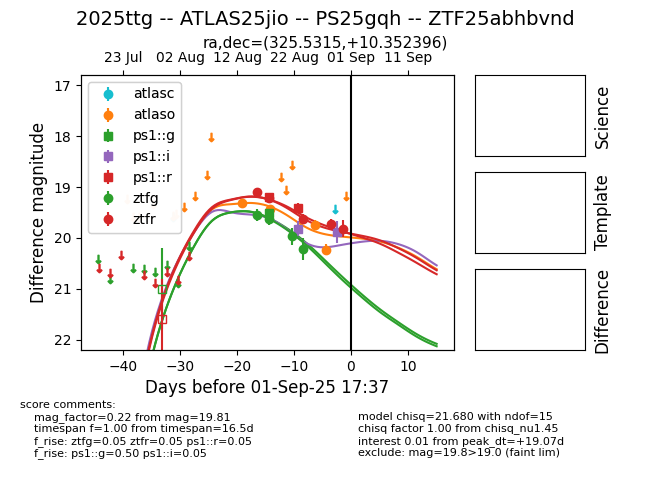 2025ttg -- ATLAS25jio -- PS25gqh -- ZTF25abhbvnd
ra,dec=(325.5315,+10.352396)
23 Jul 02 Aug 12 Aug 22 Aug 01 Sep 11 Sep
17
18
19
20
21
22
Difference magnitude
atlasc
atlaso
ps1::g
ps1::i
ps1::r
ztfg
ztfr
−40 −30 −20 −10 0 10
Days before 01-Sep-25 17:37
Science
Template
Difference
score comments:
mag_factor=0.22 from mag=19.81
timespan f=1.00 from timespan=16.5d
f_rise: ztfg=0.05 ztfr=0.05 ps1::r=0.05
f_rise: ps1::g=0.50 ps1::i=0.05
model chisq=21.680 with ndof=15
chisq factor 1.00 from chisq_nu1.45
interest 0.01 from peak_dt=+19.07d
exclude: mag=19.8>19.0 (faint lim)